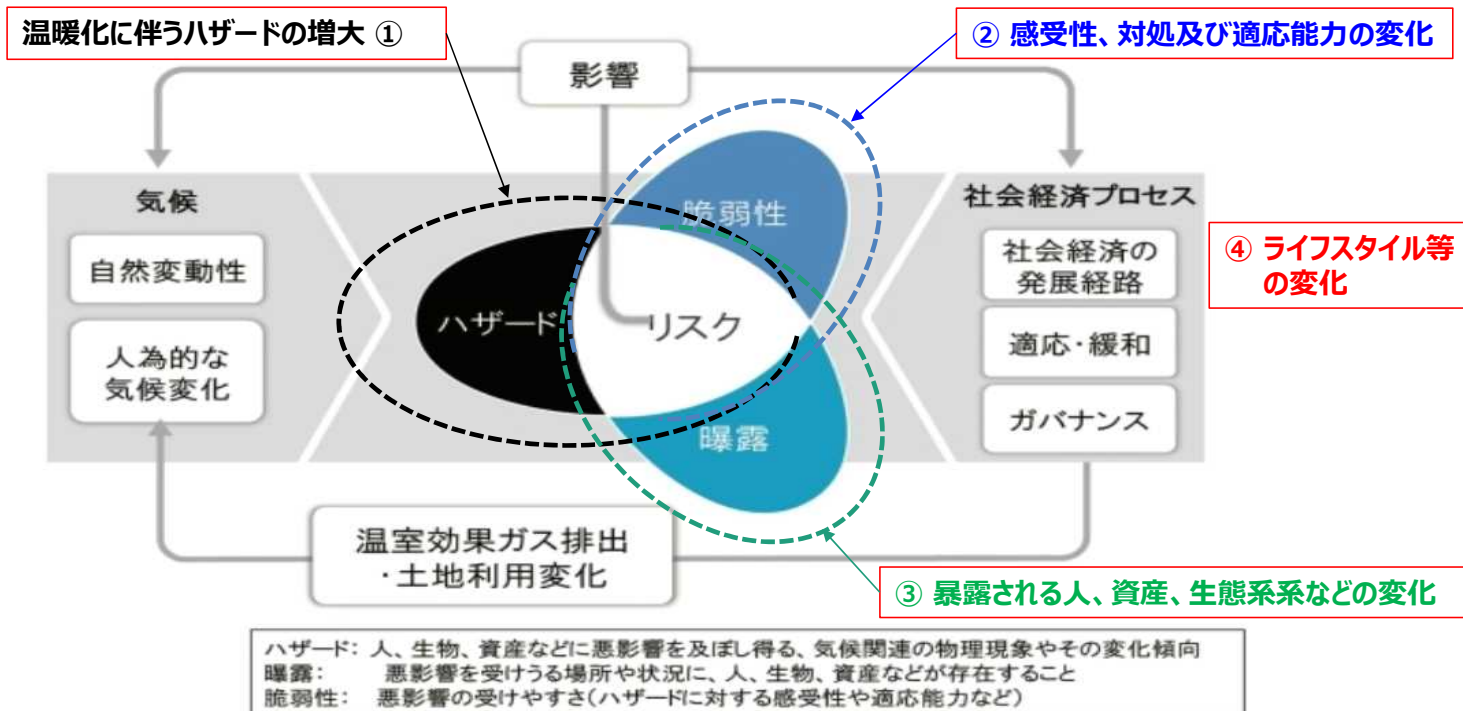 温暖化に伴うハザードの増大 ①
② 感受性、対処及び適応能力の変化
影響
気候
自然変動性
人為的な
気候変化
脆弱性
ハザード
リスク
曝露
社会経済プロセス
社会経済の
発展経路
適応・緩和
ガバナンス
④ ライフスタイル等
の変化
温室効果ガス排出
・土地利用変化
③ 暴露される人、資産、生態系系などの変化
ハザード: 人、生物、資産などに悪影響を及ぼし得る、気候関連の物理現象やその変化傾向
曝露: 悪影響を受けうる場所や状況に、人、生物、資産などが存在すること
脆弱性: 悪影響の受けやすさ(ハザードに対する感受性や適応能力など)